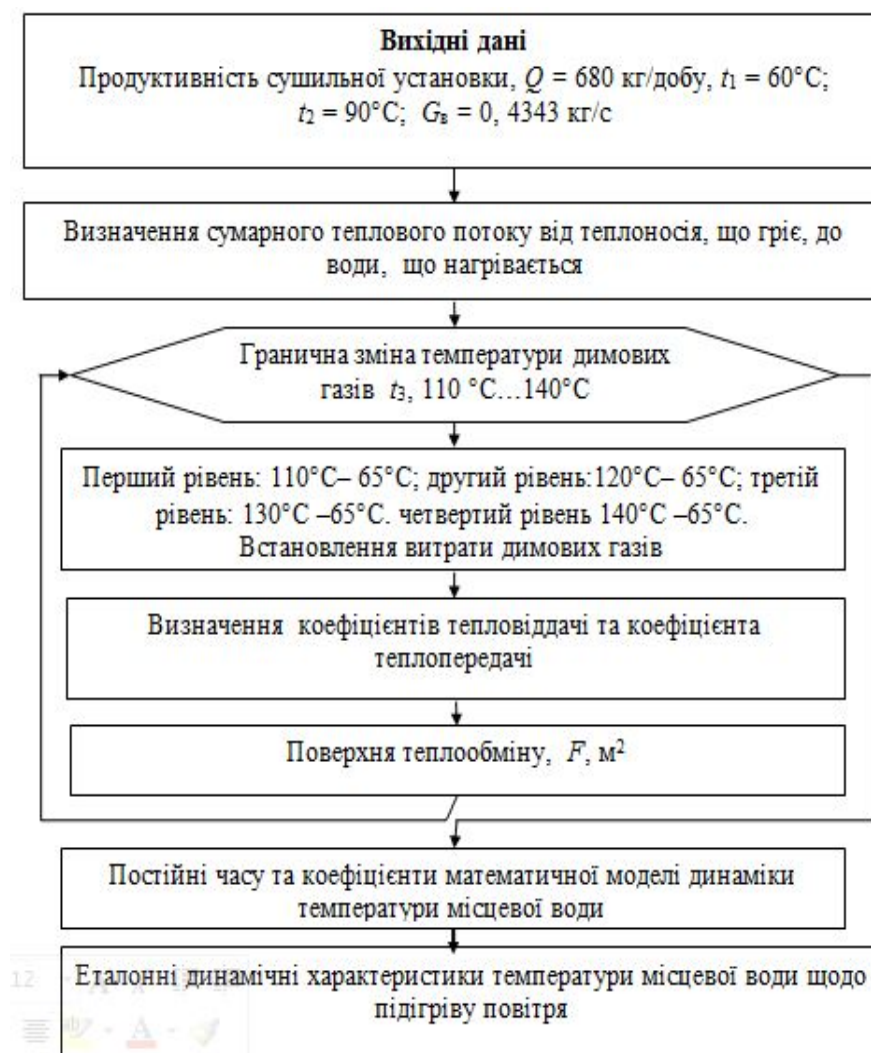 Вихідні дані
Продуктивність сушильної установки, Q = 680 кг/добу, t1 = 60°С;
t2 = 90°С; Gв = 0, 4343 кг/с
Визначення сумарного теплового потоку від теплоносія, що гріє, до
води, що нагрівається
Гранична зміна температури димових
газів t3, 110 °С…140°С
Перший рівень: 110°С– 65°С; другий рівень:120°С– 65°С; третій
рівень: 130°С –65°С. четвертий рівень 140°С –65°С.
Встановлення витрати димових газів
Визначення коефіцієнтів тепловіддачі та коефіцієнта
теплопередачі
Поверхня теплообміну, F, м²
Постійні часу та коефіцієнти математичної моделі динаміки
температури місцевої води
12
Еталонні динамічні характеристики температури місцевої води щодо
підігріву повітря